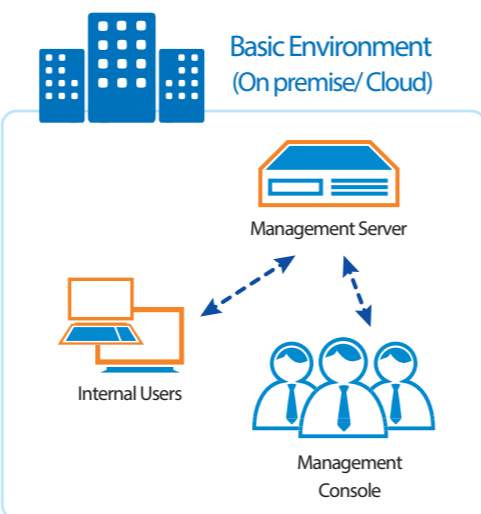 Basic Environment
(On premise/ Cloud)
Management Server
Internal Users
Management
Console